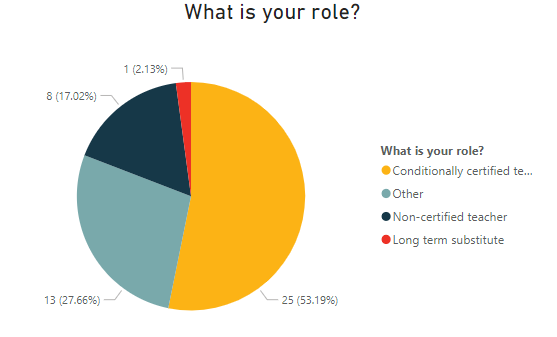 What is your role?
1 (2.13%)
8 (17.02%)
13 (27.66%)
25 (53.19%)
What is your role?
Conditionally certified te...
Other
Non-certified teacher
Long term substitute